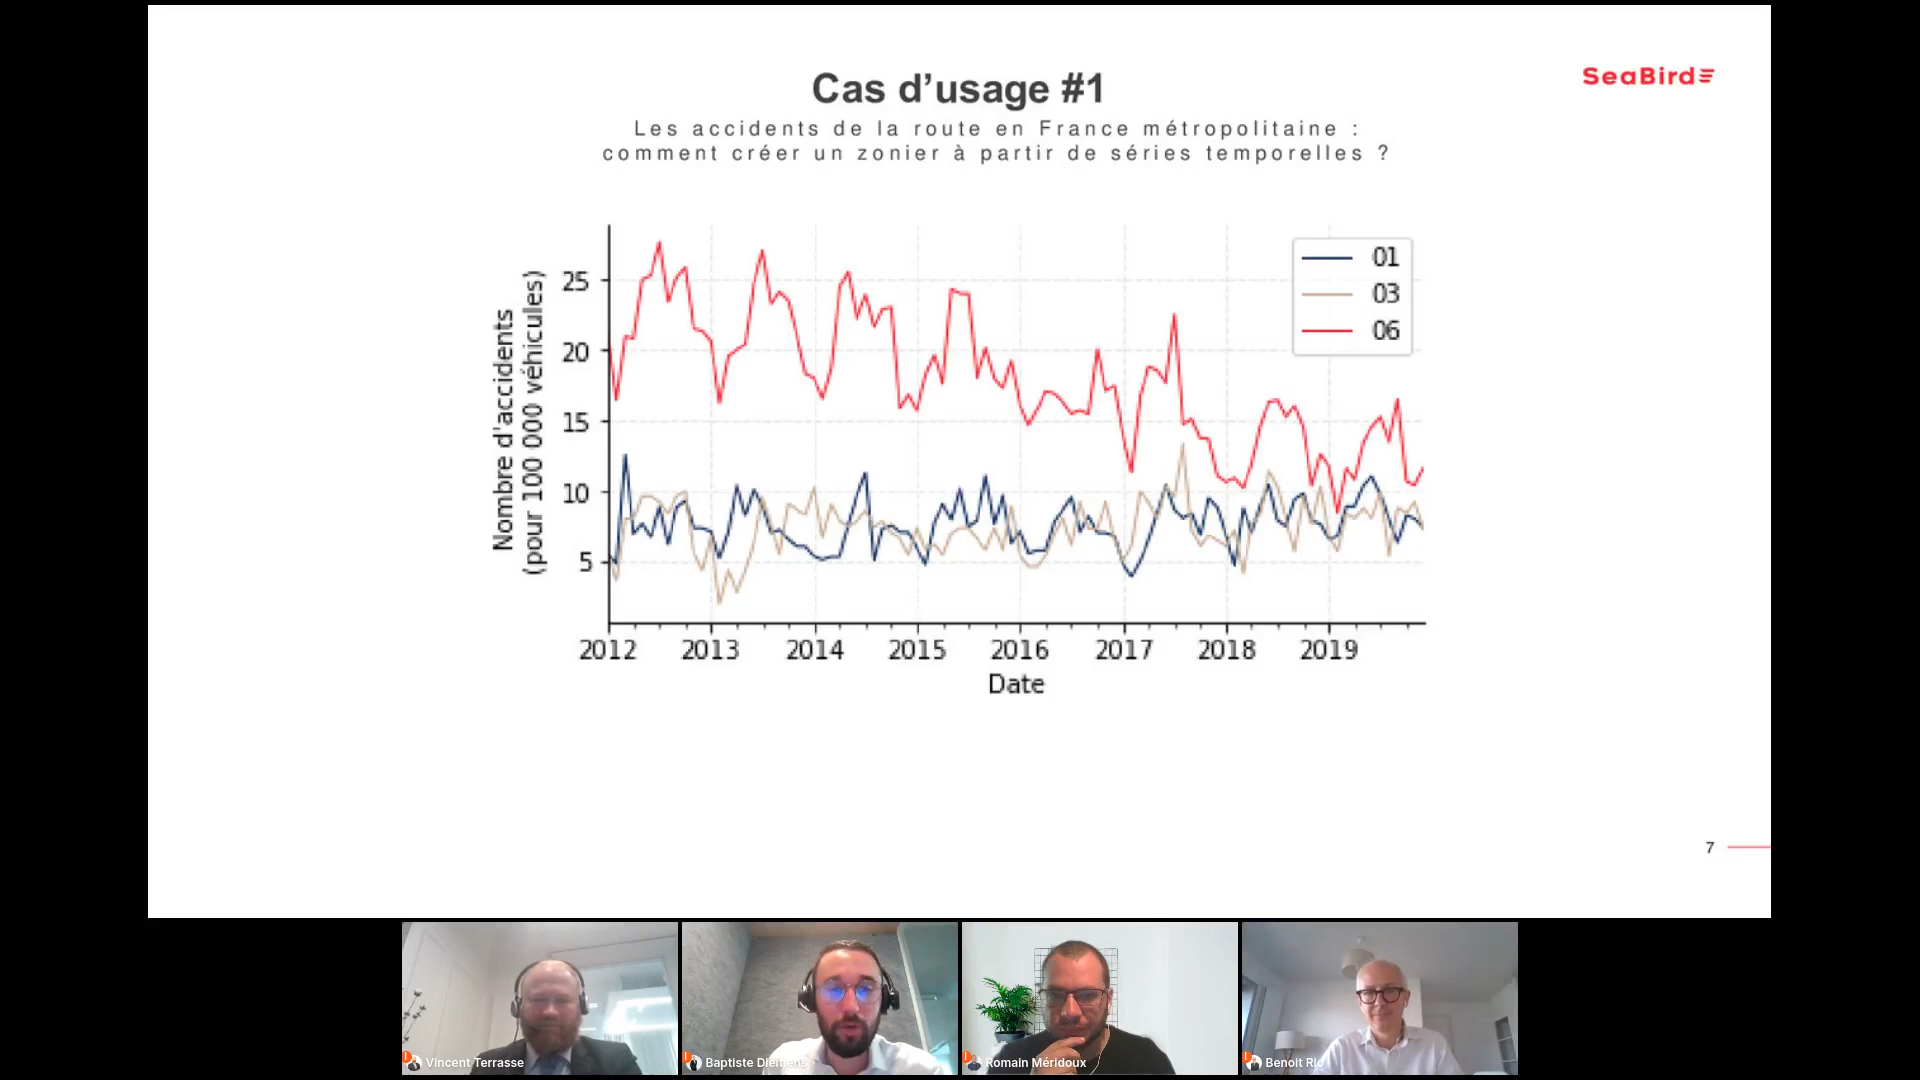 SeaBird
Cas d’usage #1
Les accidents de la route en France métropolitaine :
comment créer un zonier à partir de séries temporelles ?
Nombre d'accidents
(pour 100 000 véhicules)
25
20
15
10
5
01
03
06
2012 2013 2014 2015 2016 2017 2018 2019
Date
7
Vincent Terrasse
Baptiste
Romain Méridoux
Benoit